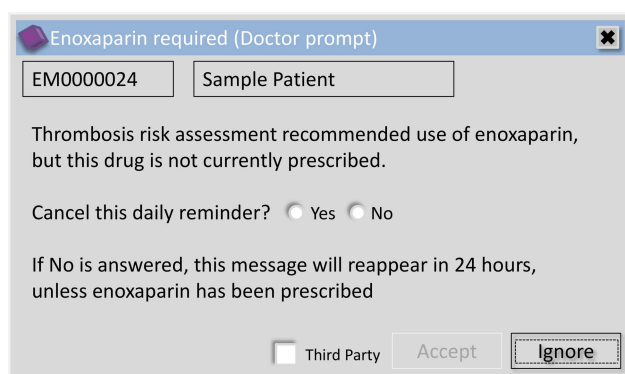 Enoxaparin required (Doctor prompt)
EM0000024 Sample Patient
Thrombosis risk assessment recommended use of enoxaparin,
but this drug is not currently prescribed.
Cancel this daily reminder? Yes No
If No is answered, this message will reappear in 24 hours,
unless enoxaparin has been prescribed
Third Party Accept Ignore